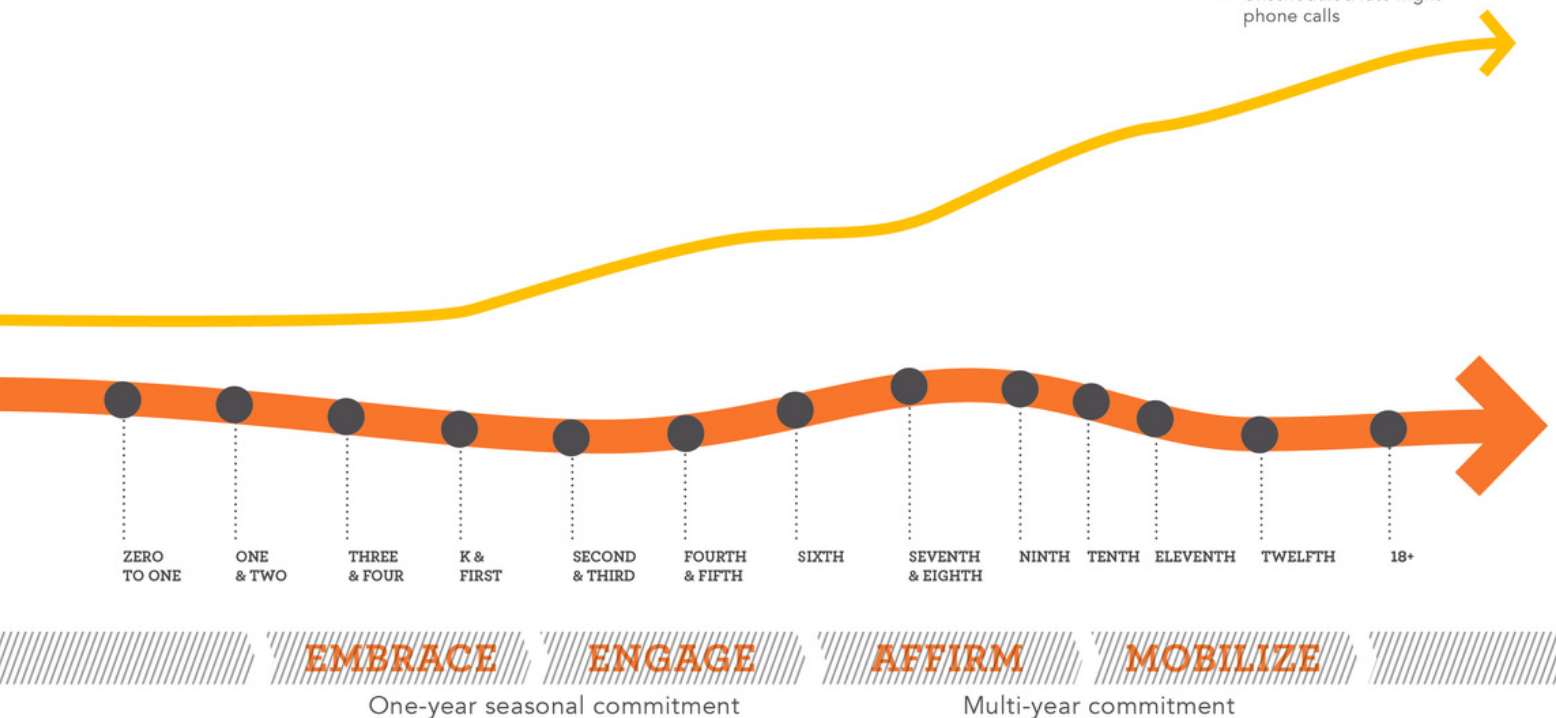 phone calls
ZERO
TO ONE
ONE
& TWO
THREE
& FOUR
K &
FIRST
SECOND
& THIRD
FOURTH
& FIFTH
SIXTH
SEVENTH
& EIGHTH
NINTH
TENTH
ELEVENTH
TWELFTH
18+
EMBRACE
ENGAGE
AFFIRM
MOBILIZE
One-year seasonal commitment
Multi-year commitment